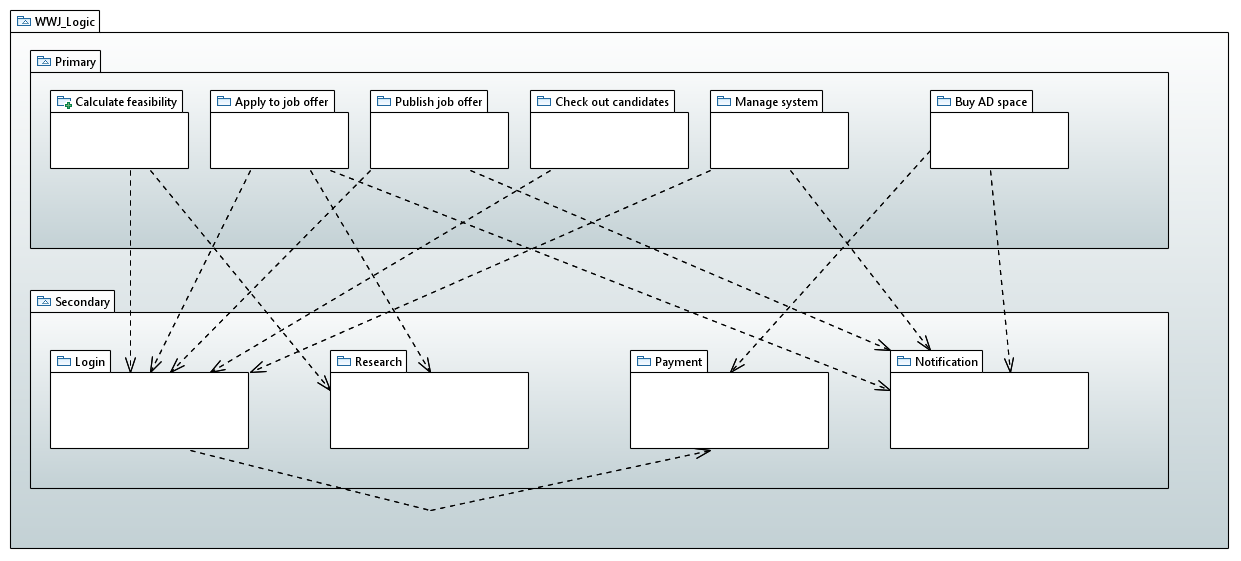 WWJ_Logic
Primary
Calculate feasibility
Apply to job offer
Publish job offer
Check out candidates
Manage system
Buy AD space
Secondary
Login
Research
Payment
Notification